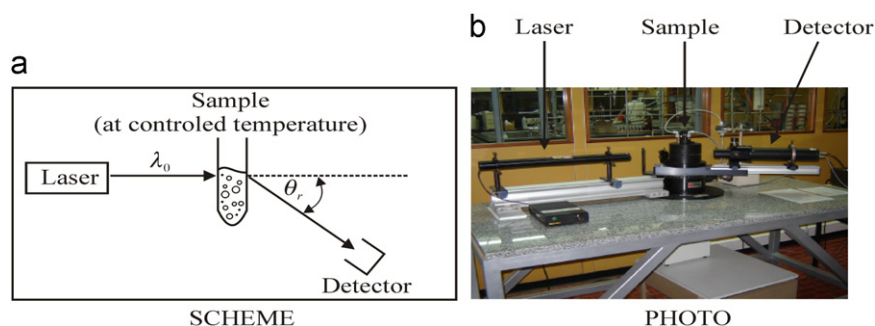 a
Sample
(at controled temperature)
λ₀
Laser
θᵣ
Detector
SCHEME
b
Laser Sample Detector
PHOTO